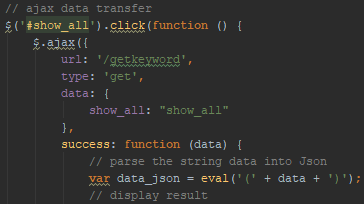 // ajax data transfer
$('#show_all').click(function () {
$.ajax({
url: '/getkeyword',
type: 'get',
data: {
show_all: "show_all"
},
success: function (data) {
// parse the string data into Json
var data_json = eval('(' + data + ')');
// display result